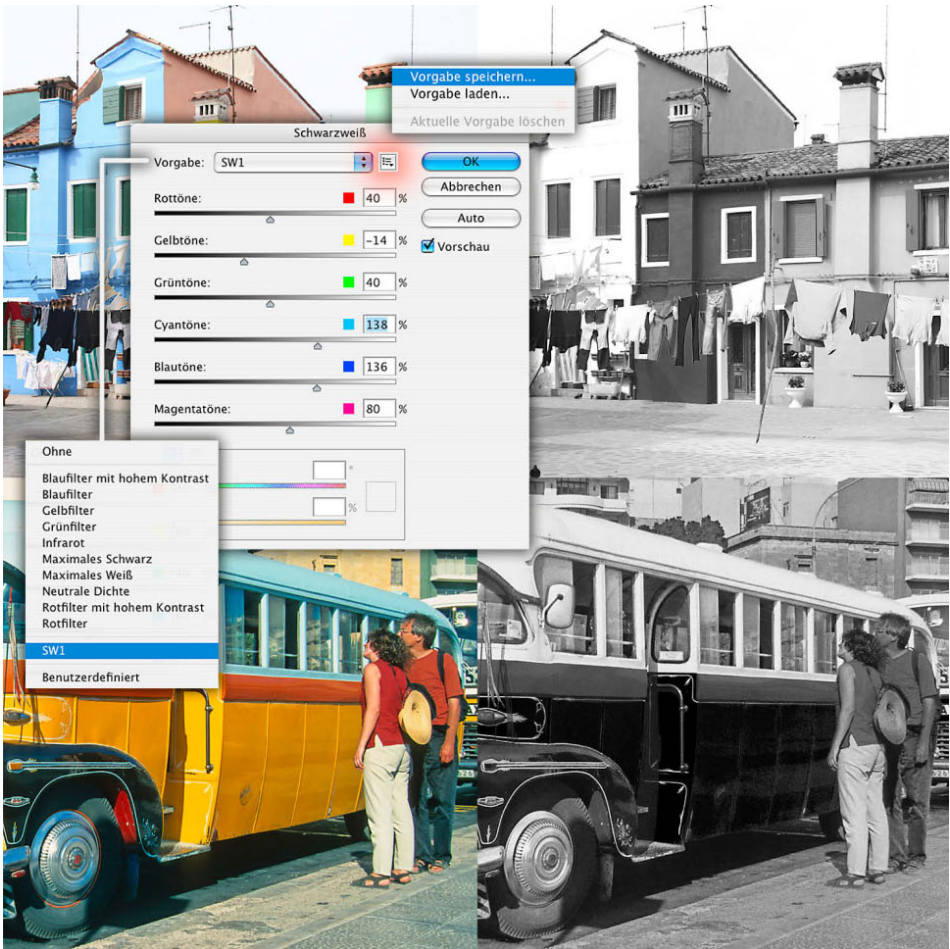 Vorgabe speichern...
Vorgabe laden...
Aktuelle Vorgabe löschen
Schwarzweiß
Vorgabe: SW1
OK
Abbrechen
Auto
Vorschau
Rottöne: 40 %
Gelbtöne: -14 %
Grüntöne: 40 %
Cyantöne: 138 %
Blautöne: 136 %
Magentatöne: 80 %
°
%
Ohne
Blaufilter mit hohem Kontrast
Blaufilter
Gelbfilter
Grünfilter
Infrarot
Maximales Schwarz
Maximales Weiß
Neutrale Dichte
Rotfilter mit hohem Kontrast
Rotfilter
SW1
Benutzerdefiniert